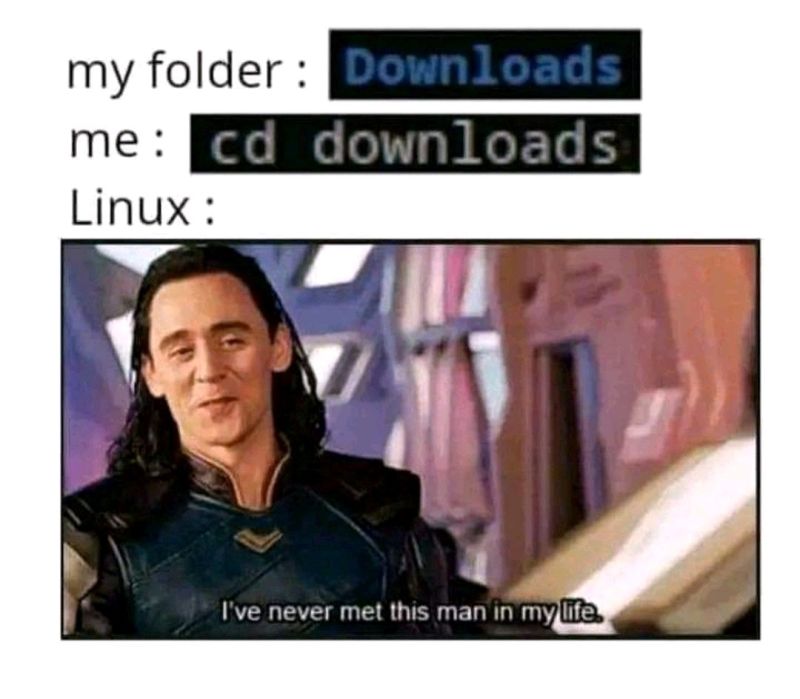 my folder : Downloads
me : cd downloads
Linux :
I've never met this man in my life.